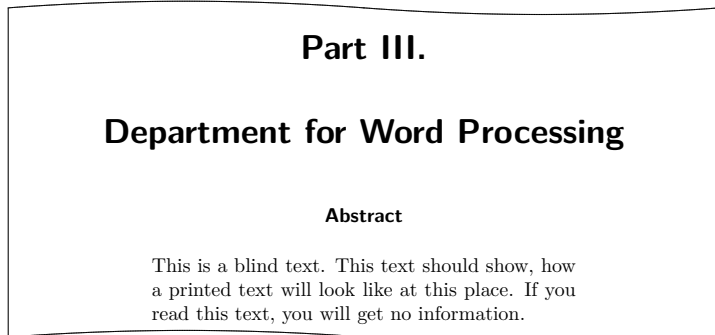 Part III.
Department for Word Processing
Abstract
This is a blind text. This text should show, how
a printed text will look like at this place. If you
read this text, you will get no information.